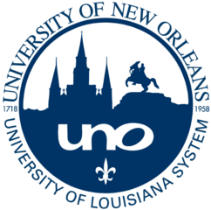 UNIVERSITY OF NEW ORLEANS
1718
1958
uno
UNIVERSITY OF LOUISIANA SYSTEM